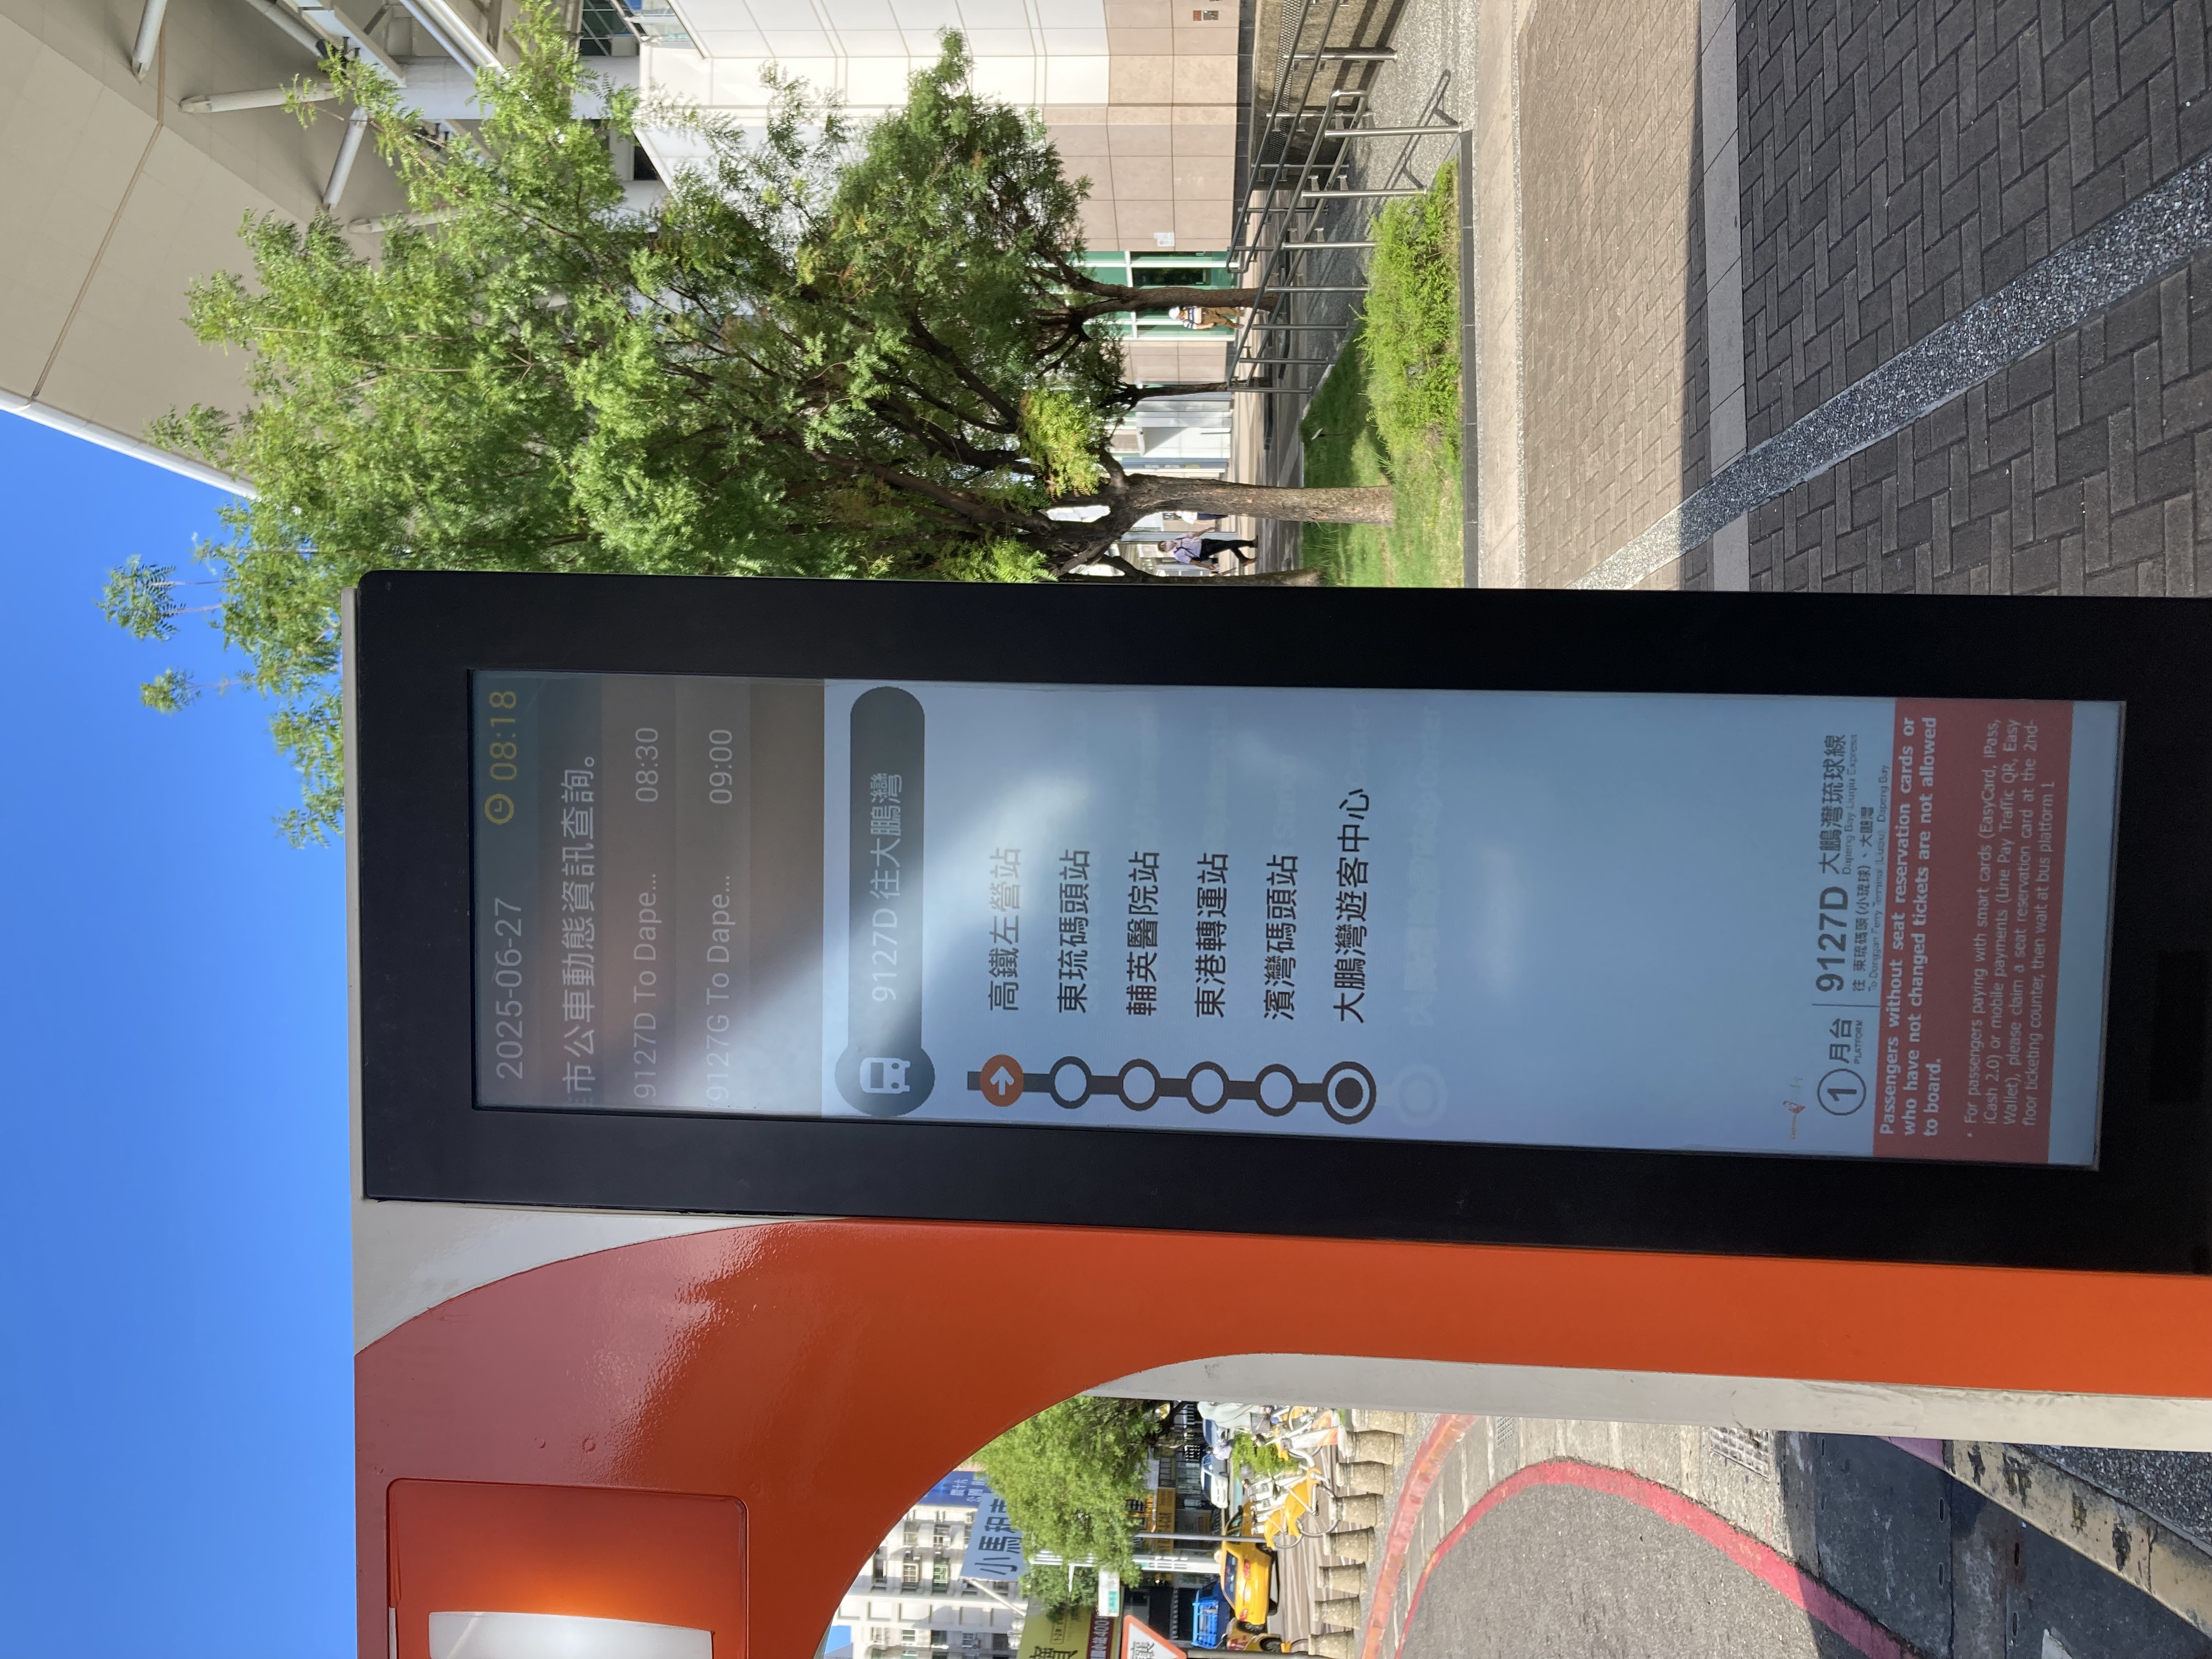 2025-06-27 08:18
市公車動態資訊查詢。
9127D To Dape... 08:30
9127G To Dape... 09:00
9127D 往大鵬灣
高鐵左營站
東琉碼頭站
輔英醫院站
東港轉運站
濱灣碼頭站
大鵬灣遊客中心
1 月台 PLATFORM
9127D 大鵬灣琉球線
Dapeng Bay Liuqiu Express
往 東琉碼頭(小琉球)、大鵬灣
To Donggan Ferry Terminal (Liuqiu), Dapeng Bay
Passengers without seat reservation cards or
who have not changed tickets are not allowed
to board.
• For passengers paying with smart cards (EasyCard, iPass,
iCash 2.0) or mobile payments (Line Pay Traffic QR, Easy
Wallet), please claim a seat reservation card at the 2nd-
floor ticketing counter, then wait at bus platform 1
小馬租車
讓